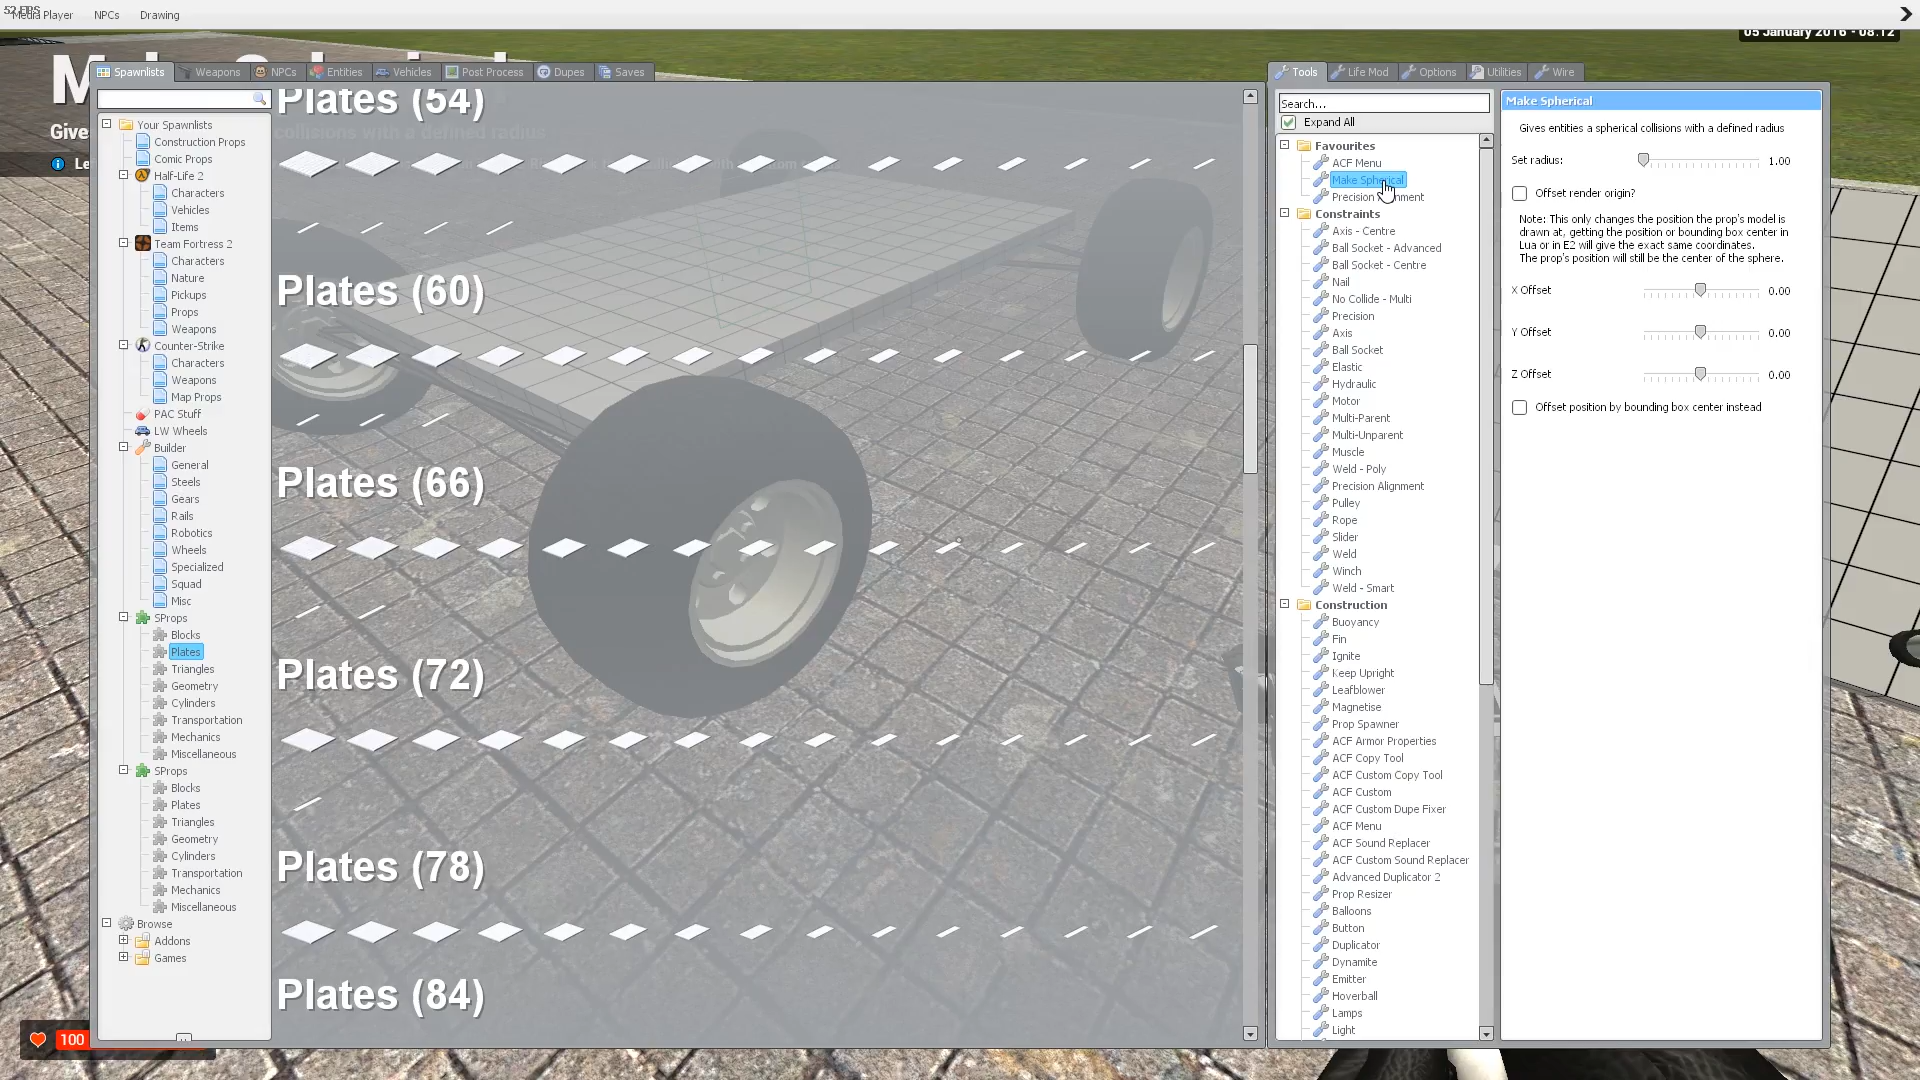 52 FPS
Media Player
NPCs
Drawing
05 January 2016 - 08:12
Spawnlists
Weapons
NPCs
Entities
Vehicles
Post Process
Dupes
Saves
Your Spawnlists
Construction Props
Comic Props
Half-Life 2
Characters
Vehicles
Items
Team Fortress 2
Characters
Nature
Pickups
Props
Weapons
Counter-Strike
Characters
Weapons
Map Props
PAC Stuff
LW Wheels
Builder
General
Steels
Gears
Rails
Robotics
Wheels
Specialized
Squad
Misc
SProps
Blocks
Plates
Triangles
Geometry
Cylinders
Transportation
Mechanics
Miscellaneous
SProps
Blocks
Plates
Triangles
Geometry
Cylinders
Transportation
Mechanics
Miscellaneous
Browse
Addons
Games
100
Plates (54)
collisions with a defined radius
Plates (60)
Plates (66)
Plates (72)
Plates (78)
Plates (84)
Tools
Life Mod
Options
Utilities
Wire
Search...
Expand All
Favourites
ACF Menu
Make Spherical
Constraints
Axis - Centre
Ball Socket - Advanced
Ball Socket - Centre
Nail
No Collide - Multi
Precision
Axis
Ball Socket
Elastic
Hydraulic
Motor
Multi-Parent
Multi-Unparent
Muscle
Weld - Poly
Precision Alignment
Pulley
Rope
Slider
Weld
Winch
Weld - Smart
Construction
Buoyancy
Fin
Ignite
Keep Upright
Leafblower
Magnetise
Prop Spawner
ACF Armor Properties
ACF Copy Tool
ACF Custom Copy Tool
ACF Custom
ACF Custom Dupe Fixer
ACF Menu
ACF Sound Replacer
ACF Custom Sound Replacer
Advanced Duplicator 2
Prop Resizer
Balloons
Button
Duplicator
Dynamite
Emitter
Hoverball
Lamps
Light
Make Spherical
Gives entities a spherical collisions with a defined radius
Set radius:
1.00
Offset render origin?
Note: This only changes the position the prop's model is
drawn at, getting the position or bounding box center in
Lua or in E2 will give the exact same coordinates.
The prop's position will still be the center of the sphere.
X Offset
0.00
Y Offset
0.00
Z Offset
0.00
Offset position by bounding box center instead